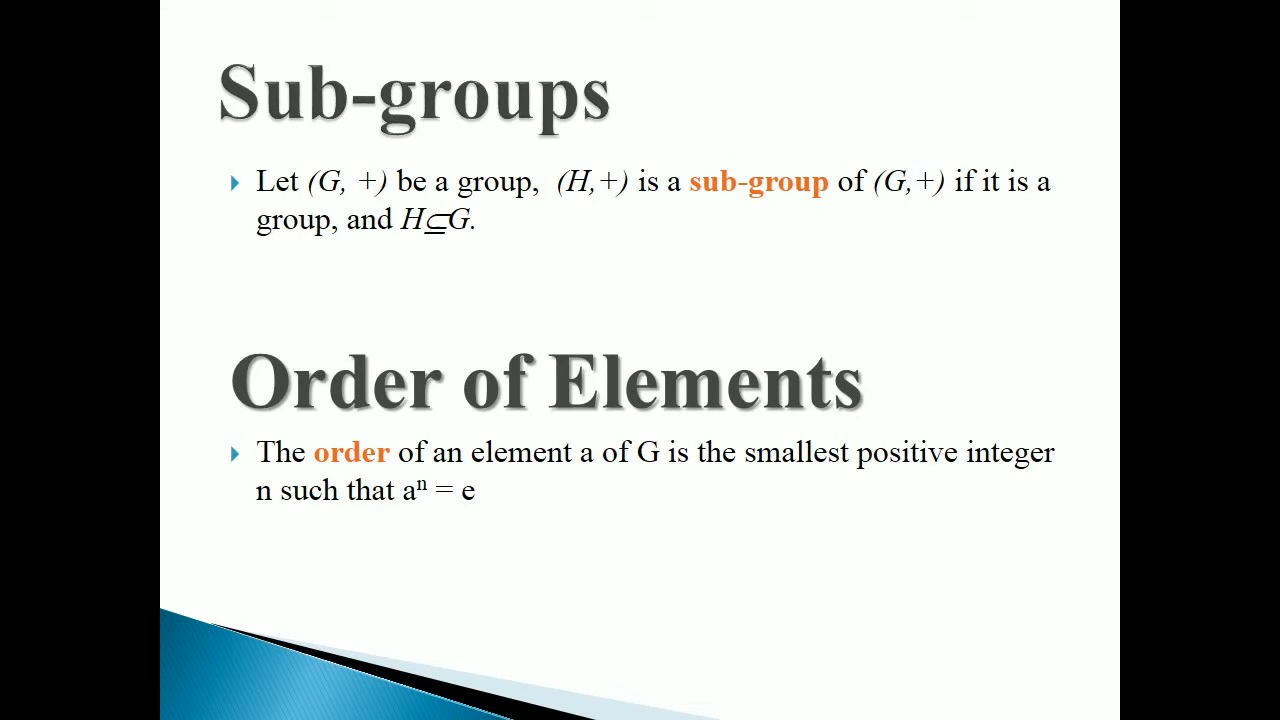 Sub-groups
Let (G, +) be a group, (H,+) is a sub-group of (G,+) if it is a
group, and H⊆G.
Order of Elements
The order of an element a of G is the smallest positive integer
n such that aⁿ = e